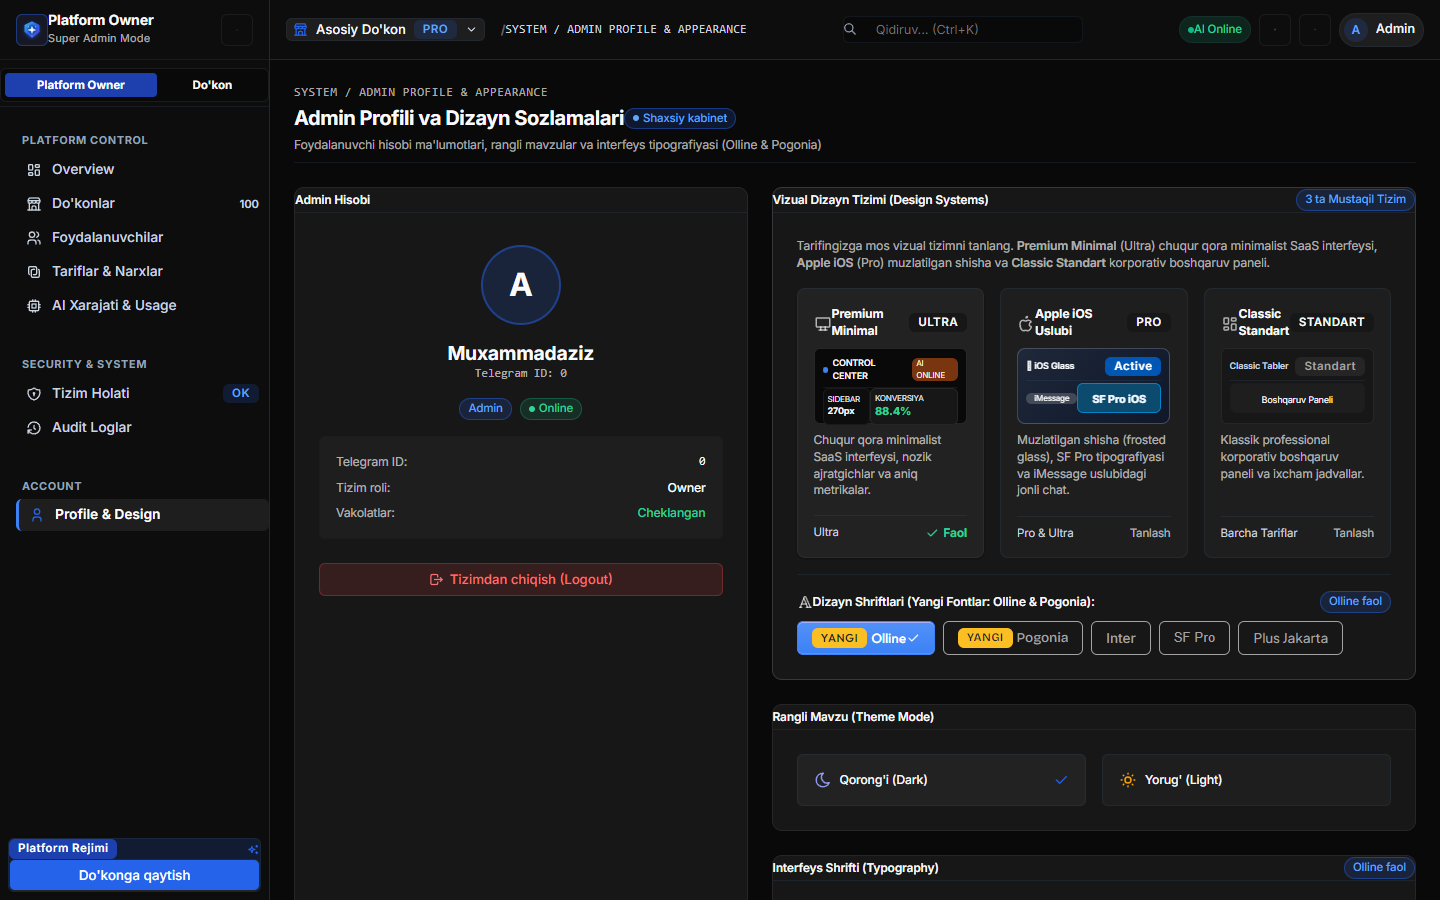 Platform Owner
Super Admin Mode
Asosiy Do'kon PRO
/SYSTEM / ADMIN PROFILE & APPEARANCE
Qidiruv... (Ctrl+K)
AI Online
A Admin
Platform Owner Do'kon
PLATFORM CONTROL
Overview
Do'konlar 100
Foydalanuvchilar
Tariflar & Narxlar
AI Xarajati & Usage
SECURITY & SYSTEM
Tizim Holati OK
Audit Loglar
ACCOUNT
Profile & Design
Platform Rejimi
Do'konga qaytish
SYSTEM / ADMIN PROFILE & APPEARANCE
Admin Profili va Dizayn Sozlamalari Shaxsiy kabinet
Foydalanuvchi hisobi ma'lumotlari, rangli mavzular va interfeys tipografiyasi (Olline & Pogonia)
Admin Hisobi
A
Muxammadaziz
Telegram ID: 0
Admin Online
Telegram ID: 0
Tizim roli: Owner
Vakolatlar: Cheklangan
Tizimdan chiqish (Logout)
Vizual Dizayn Tizimi (Design Systems) 3 ta Mustaqil Tizim
Tarifingizga mos vizual tizimni tanlang. Premium Minimal (Ultra) chuqur qora minimalist SaaS interfeysi,
Apple iOS (Pro) muzlatilgan shisha va Classic Standart korporativ boshqaruv paneli.
Premium
Minimal
ULTRA
CONTROL
CENTER
AI
ONLINE
SIDEBAR
270px
KONVERSIYA
88.4%
Chuqur qora minimalist
SaaS interfeysi, nozik
ajratgichlar va aniq
metrikalar.
Ultra Faol
Apple iOS
Uslubi
PRO
iOS Glass Active
iMessage SF Pro iOS
Muzlatilgan shisha (frosted
glass), SF Pro tipografiyasi
va iMessage uslubidagi
jonli chat.
Pro & Ultra Tanlash
Classic
Standart
STANDART
Classic Tabler Standart
Boshqaruv Paneli
Klassik professional
korporativ boshqaruv
paneli va ixcham jadvallar.
Barcha Tariflar Tanlash
Dizayn Shriftlari (Yangi Fontlar: Olline & Pogonia): Olline faol
YANGI Olline
YANGI Pogonia
Inter
SF Pro
Plus Jakarta
Rangli Mavzu (Theme Mode)
Qorong'i (Dark)
Yorug' (Light)
Interfeys Shrifti (Typography) Olline faol